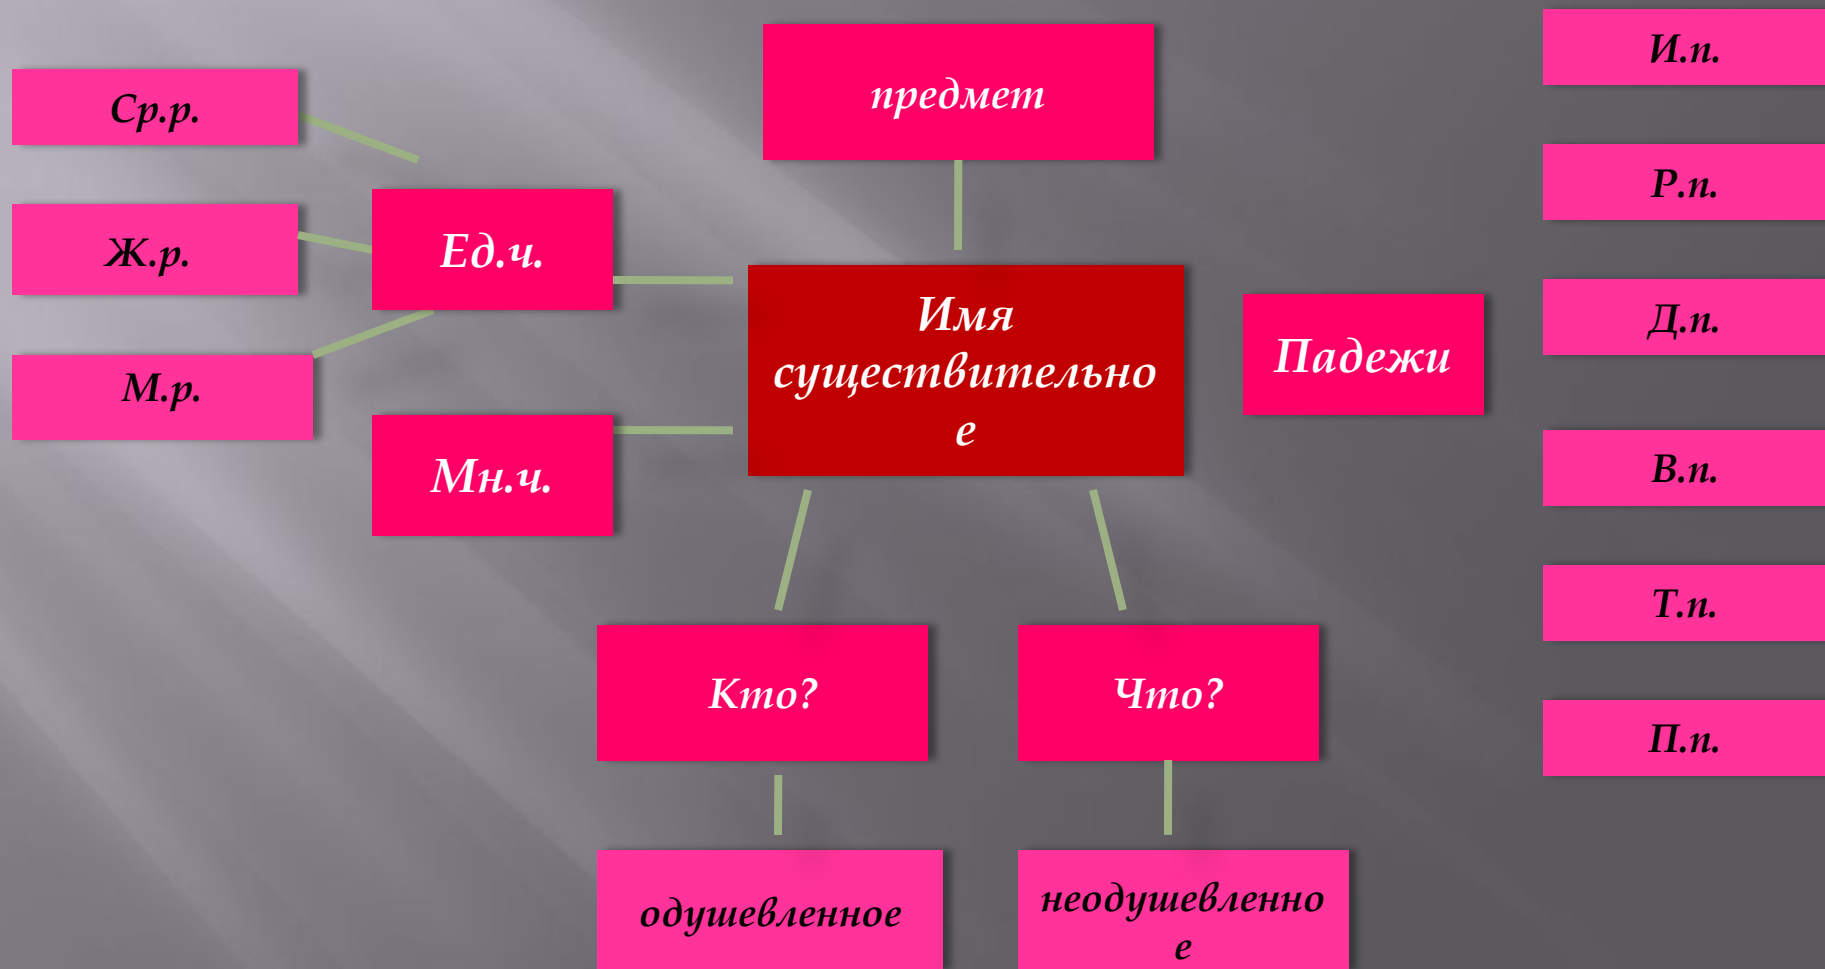 предмет
Ср.р.
Ж.р.
М.р.
Ед.ч.
Мн.ч.
Имя
существительно
е
Падежи
И.п.
Р.п.
Д.п.
В.п.
Т.п.
П.п.
Кто?
Что?
одушевленное
неодушевленно
е